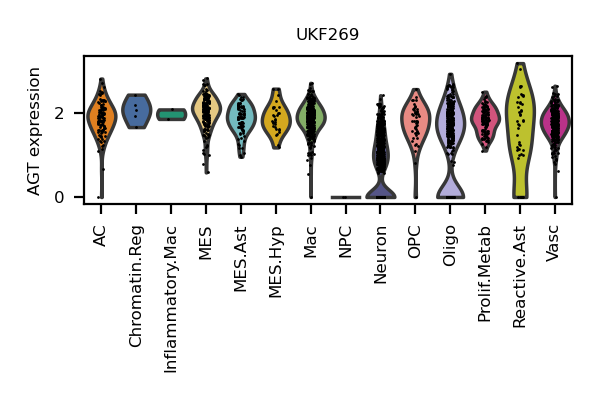 UKF269
AGT expression
2
0
AC
Chromatin.Reg
Inflammatory.Mac
MES
MES.Ast
MES.Hyp
Mac
NPC
Neuron
OPC
Oligo
Prolif.Metab
Reactive.Ast
Vasc